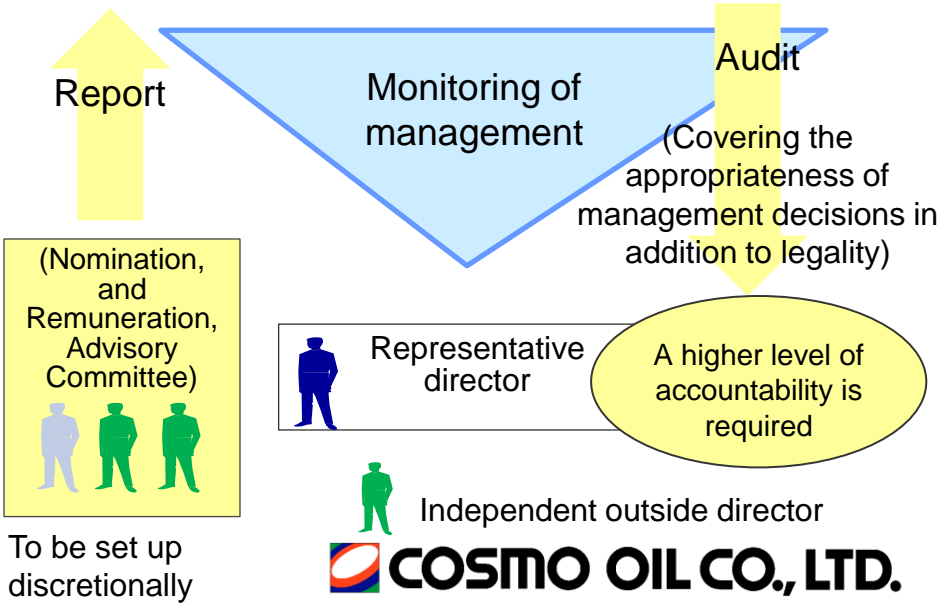 Report
Monitoring of
management
Audit
(Covering the
appropriateness of
management decisions in
addition to legality)
(Nomination,
and
Remuneration,
Advisory
Committee)
Representative
director
A higher level of
accountability is
required
Independent outside director
To be set up
discretionally
COSMO OIL CO., LTD.